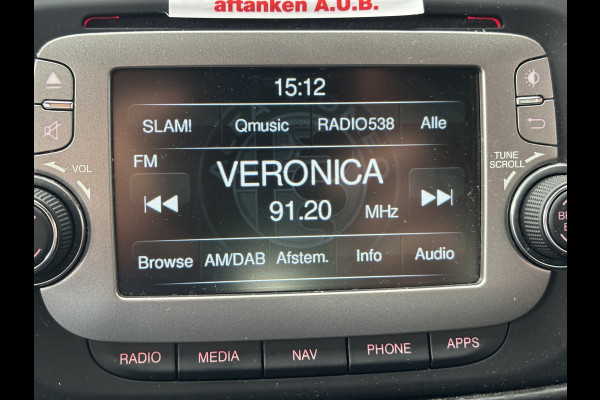 aftanken A.U.B.
15:12
SLAM! Qmusic RADIO538 Alle
FM
VERONICA
91.20 MHz
Browse AM/DAB Afstem. Info Audio
VOL
TUNE
SCROLL
RADIO MEDIA NAV PHONE APPS